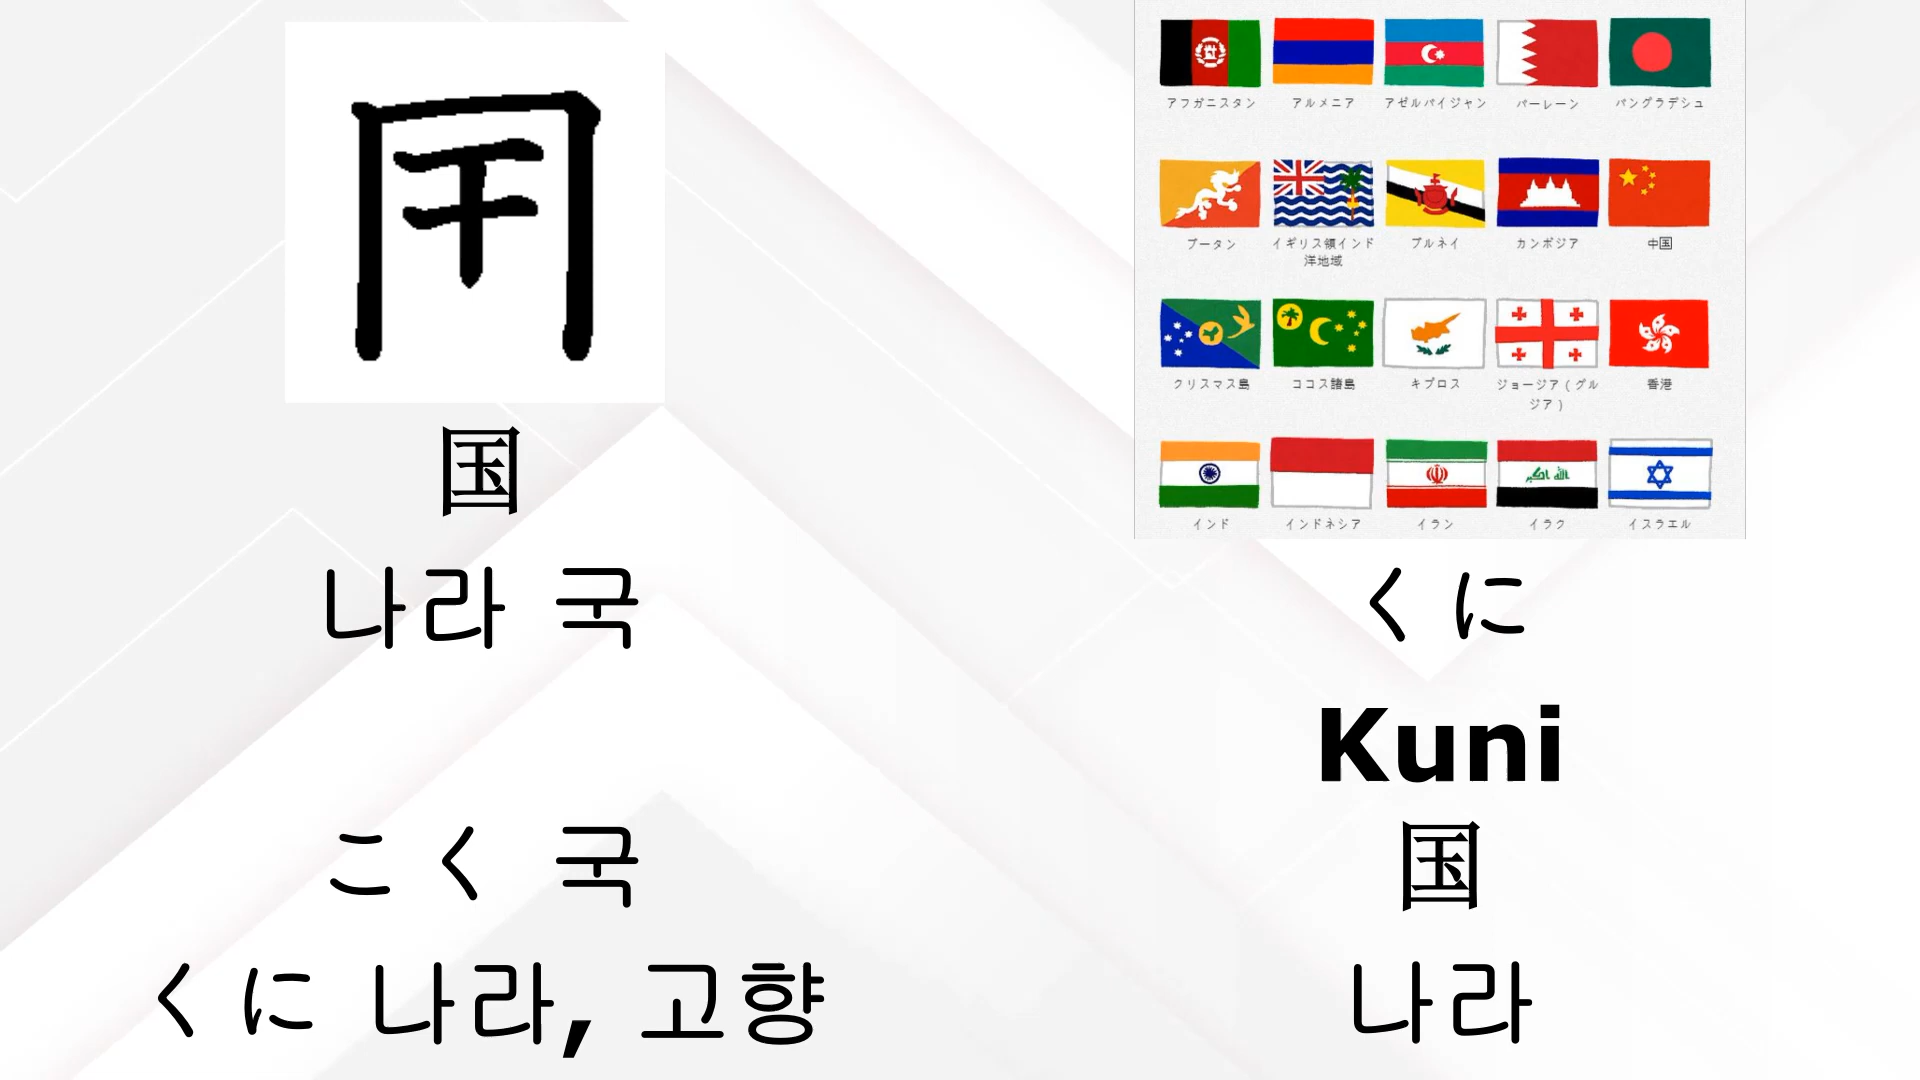 国
나라 국
こく 국
くに 나라, 고향
アフガニスタン アルメニア アゼルバイジャン バーレーン バングラデシュ
ブータン イギリス領インド洋地域 ブルネイ カンボジア 中国
クリスマス島 ココス諸島 キプロス ジョージア(グルジア) 香港
インド インドネシア イラン イラク イスラエル
くに
Kuni
国
나라